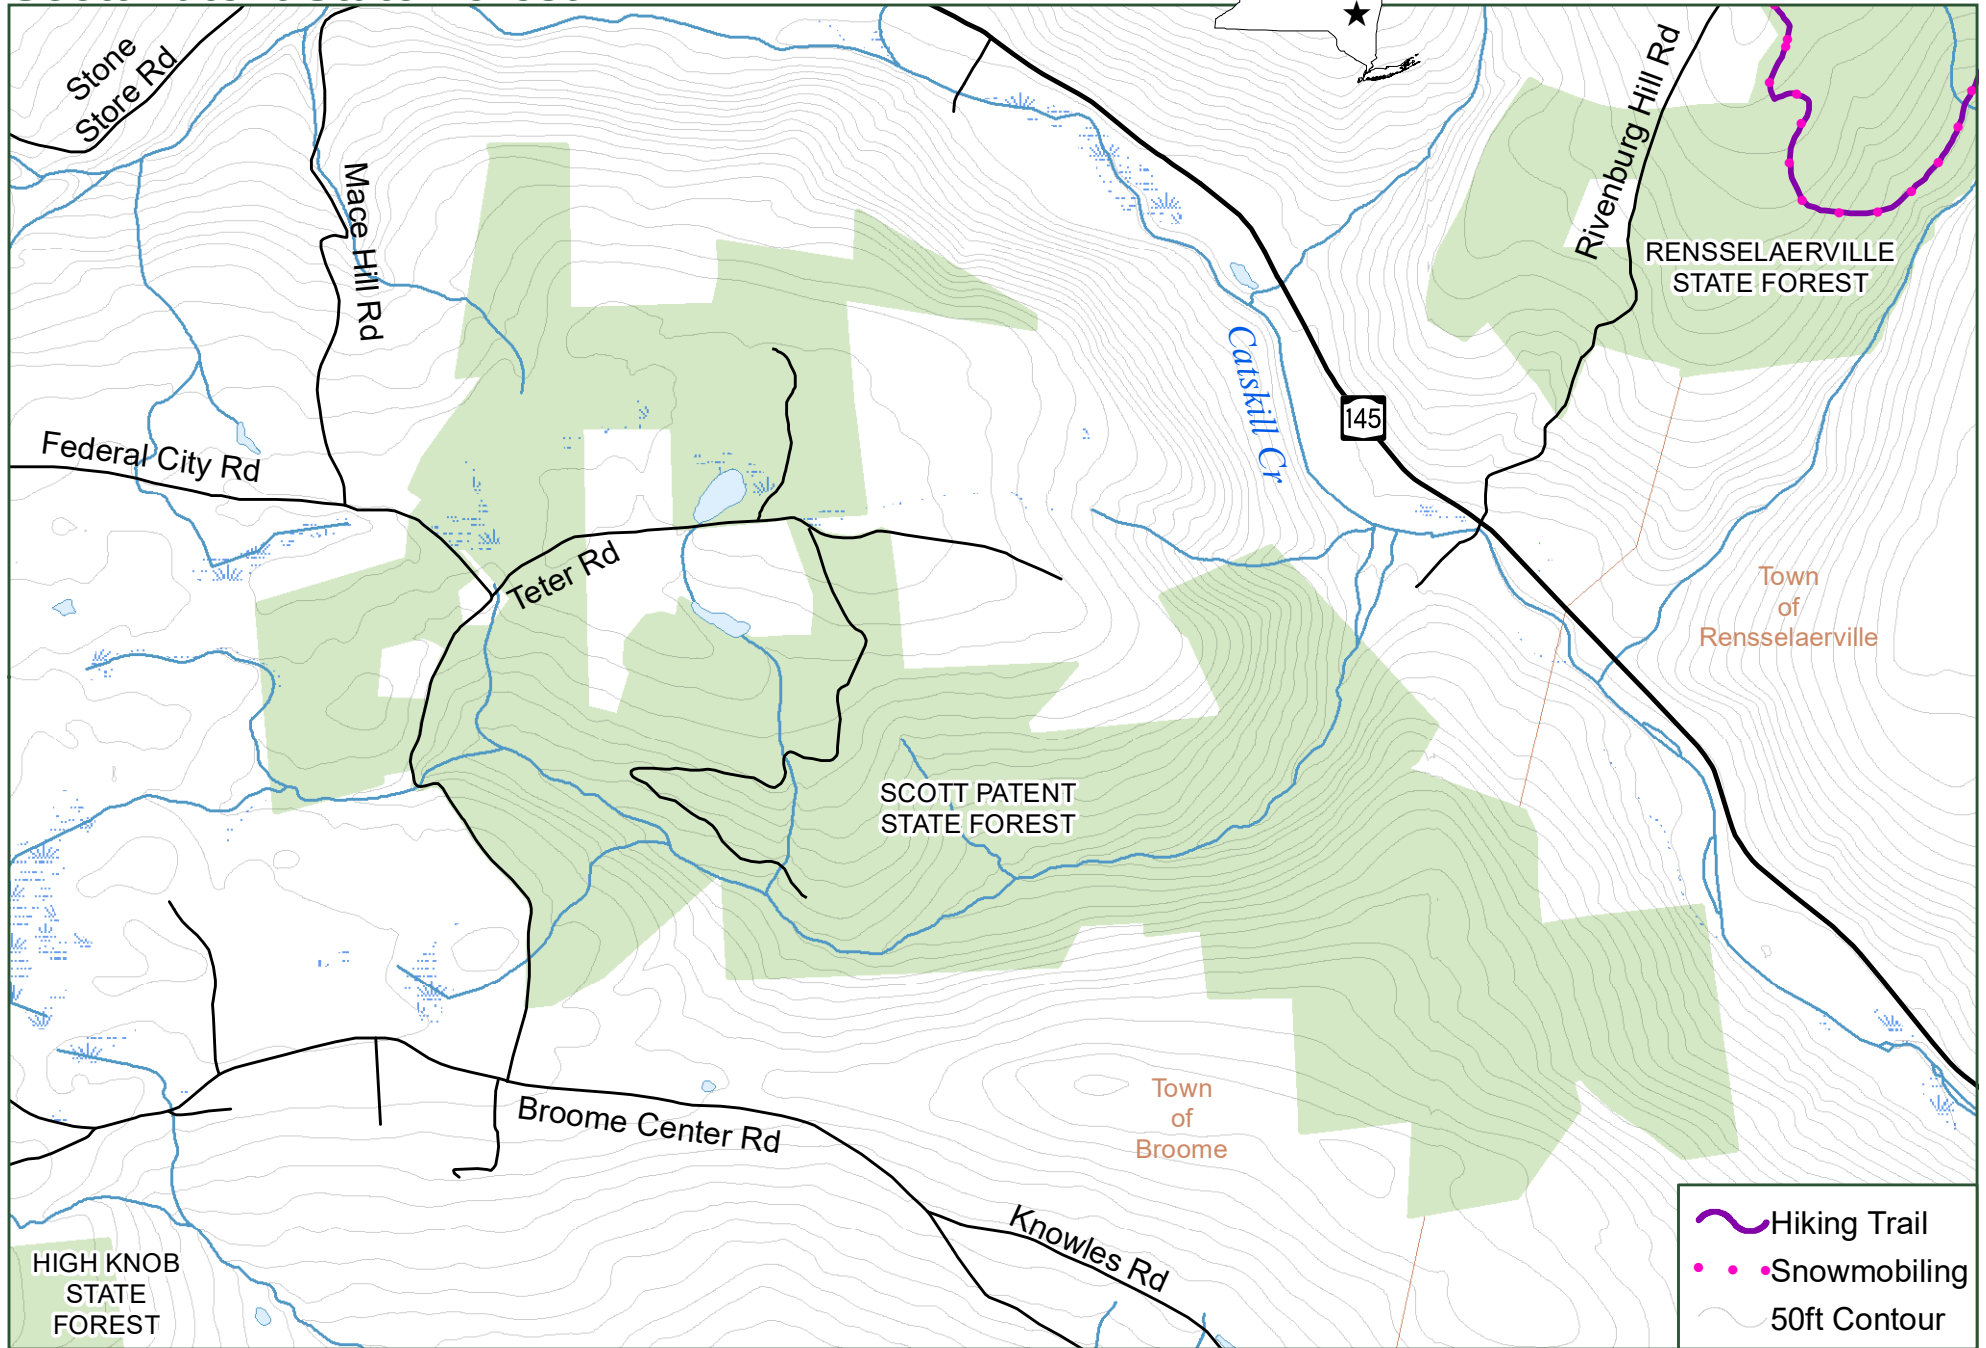 Stone
Store Rd
Mace Hill Rd
Rivenburg Hill Rd
RENSSELAERVILLE
STATE FOREST
Catskill Cr
145
Federal City Rd
Teter Rd
Town
of
Rensselaerville
SCOTT PATENT
STATE FOREST
Town
of
Broome
Broome Center Rd
Knowles Rd
HIGH KNOB
STATE
FOREST
Hiking Trail
Snowmobiling
50ft Contour